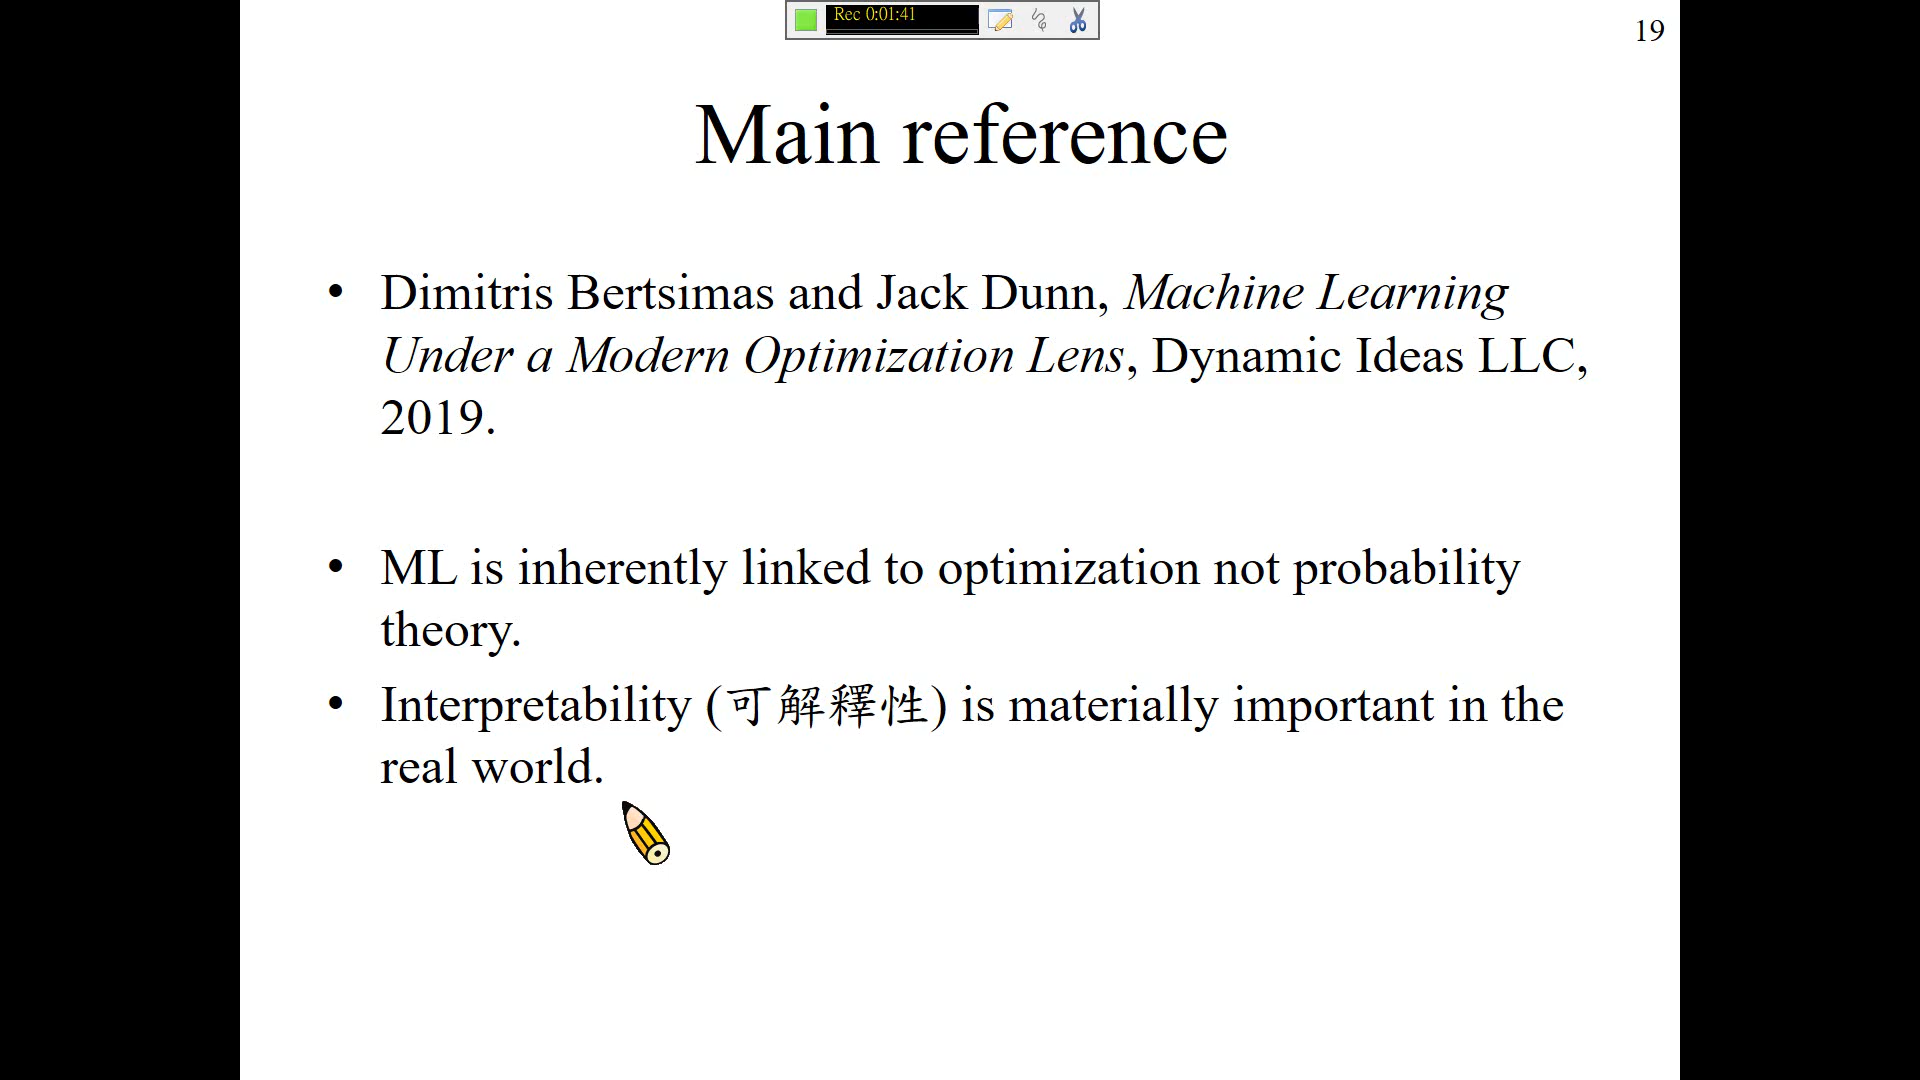 Rec 0:01:41
19
Main reference
• Dimitris Bertsimas and Jack Dunn, Machine Learning
Under a Modern Optimization Lens, Dynamic Ideas LLC,
2019.
• ML is inherently linked to optimization not probability
theory.
• Interpretability (可解釋性) is materially important in the
real world.